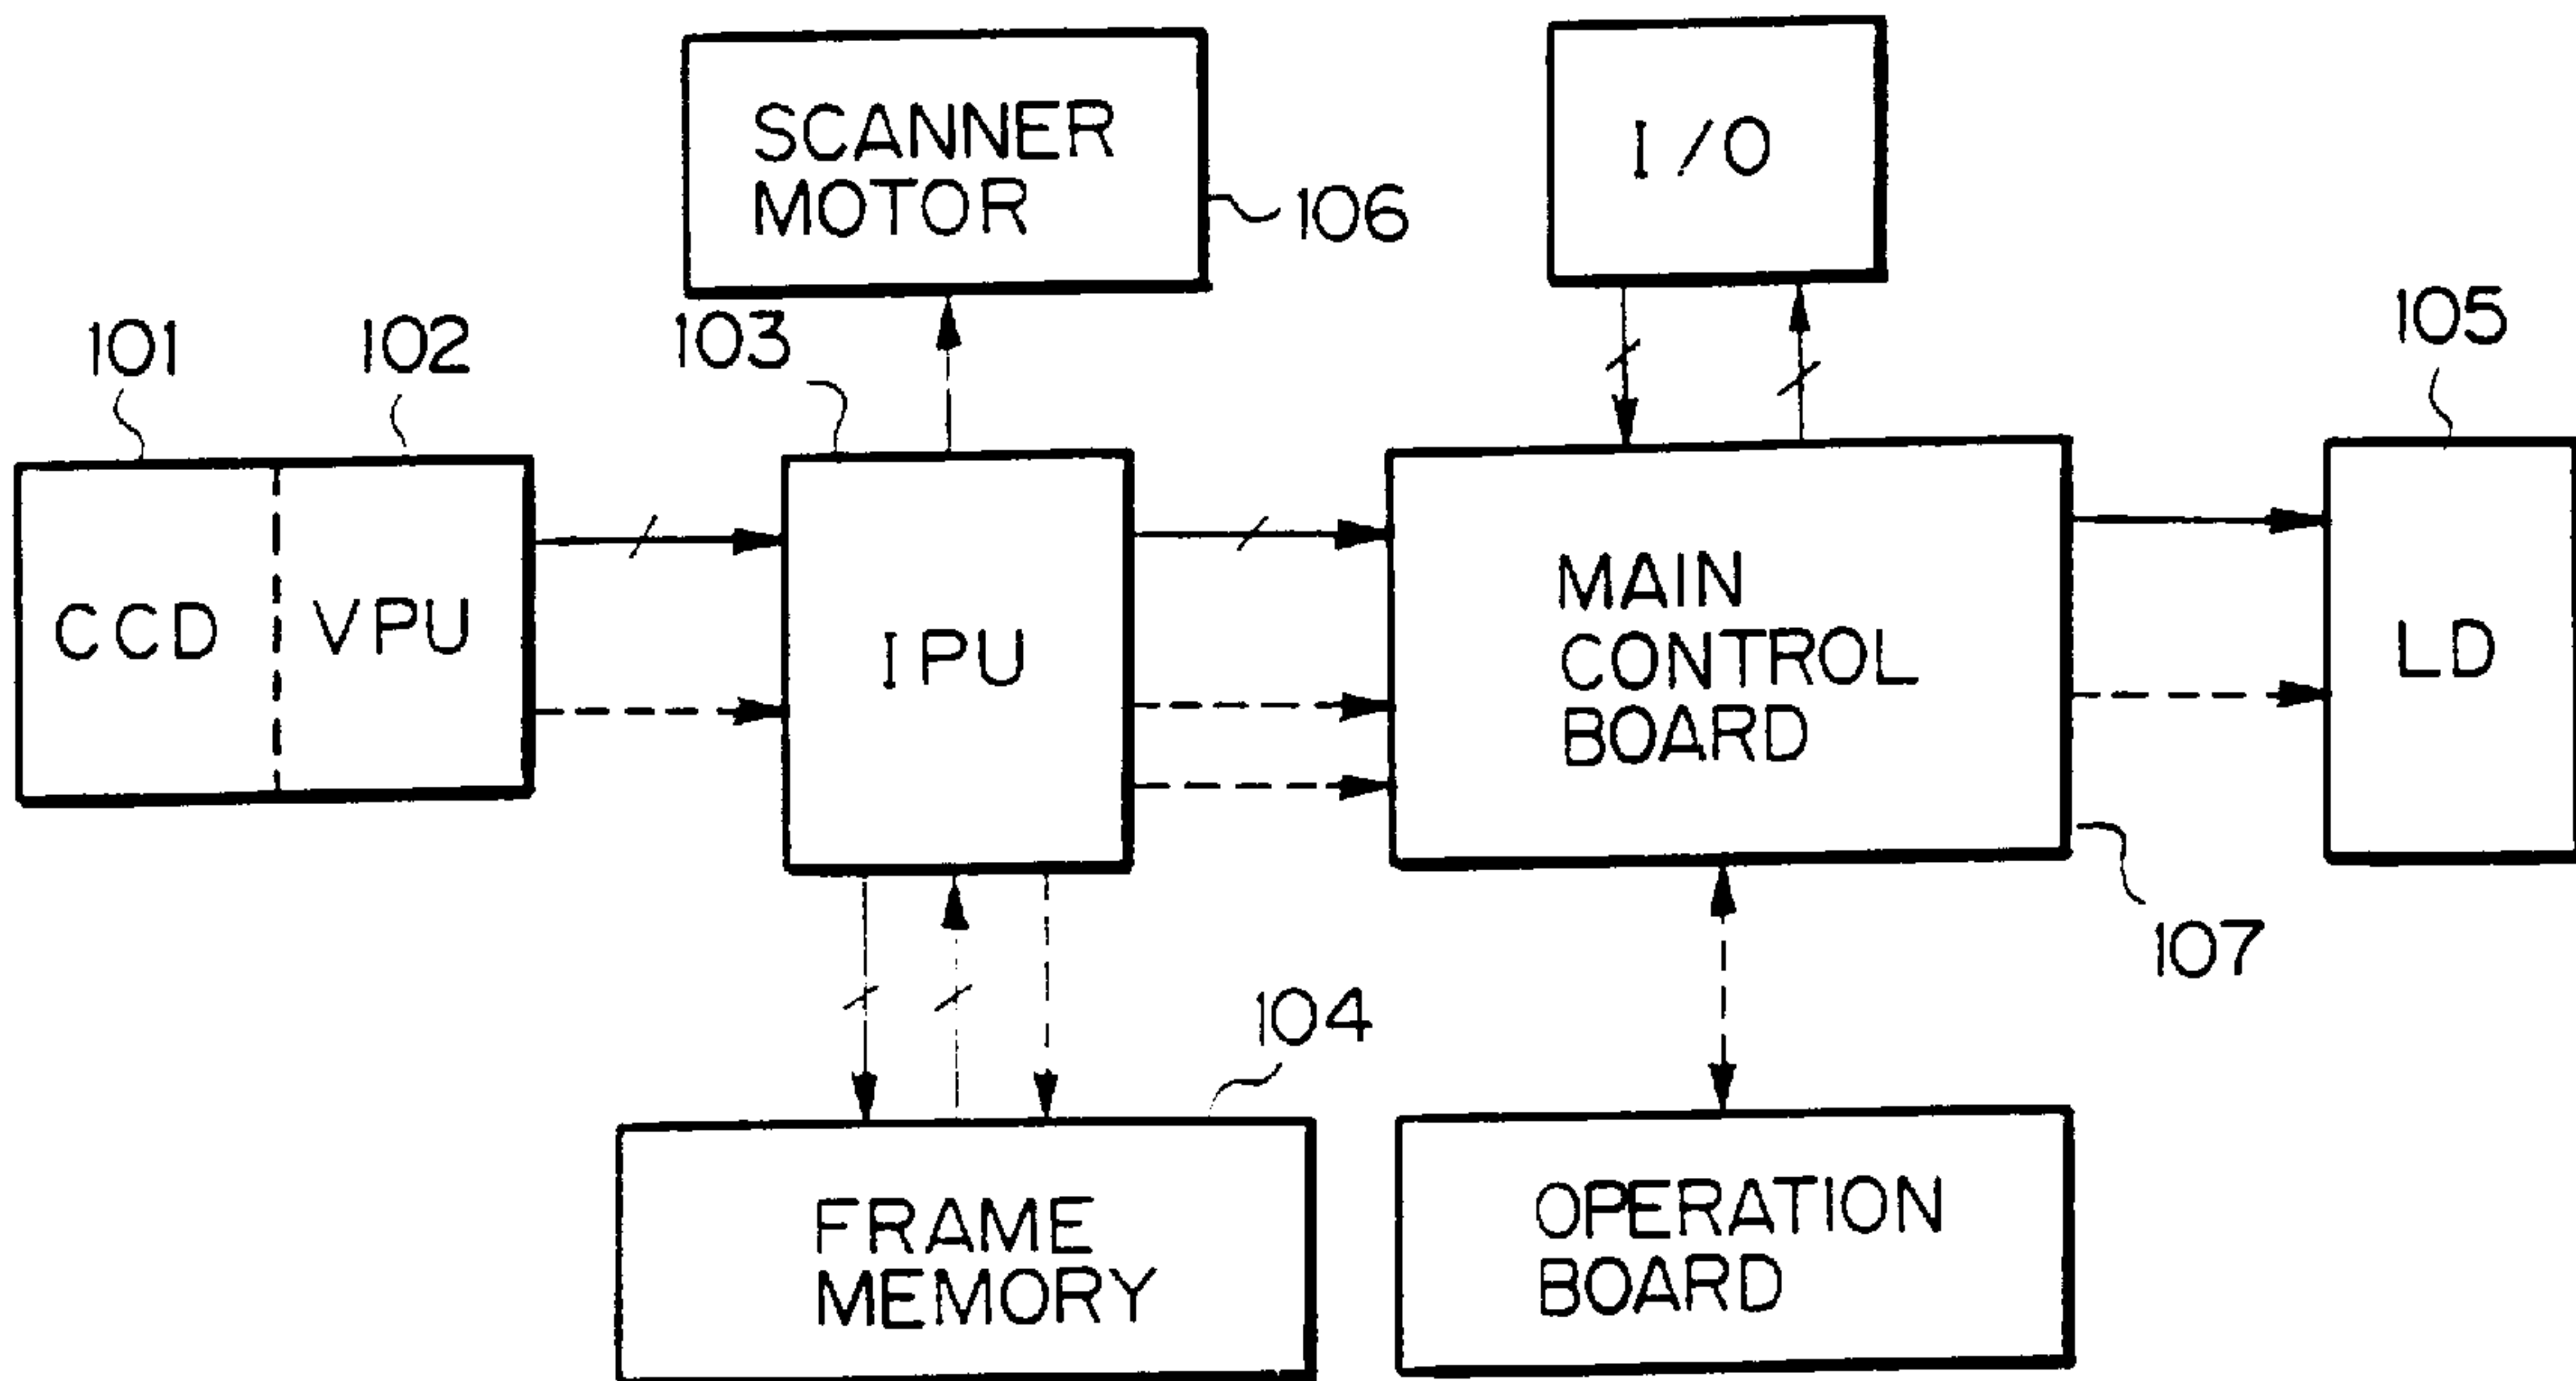 SCANNER
MOTOR
106
I/O
101
102
103
105
CCD
VPU
IPU
MAIN
CONTROL
BOARD
LD
107
104
FRAME
MEMORY
OPERATION
BOARD